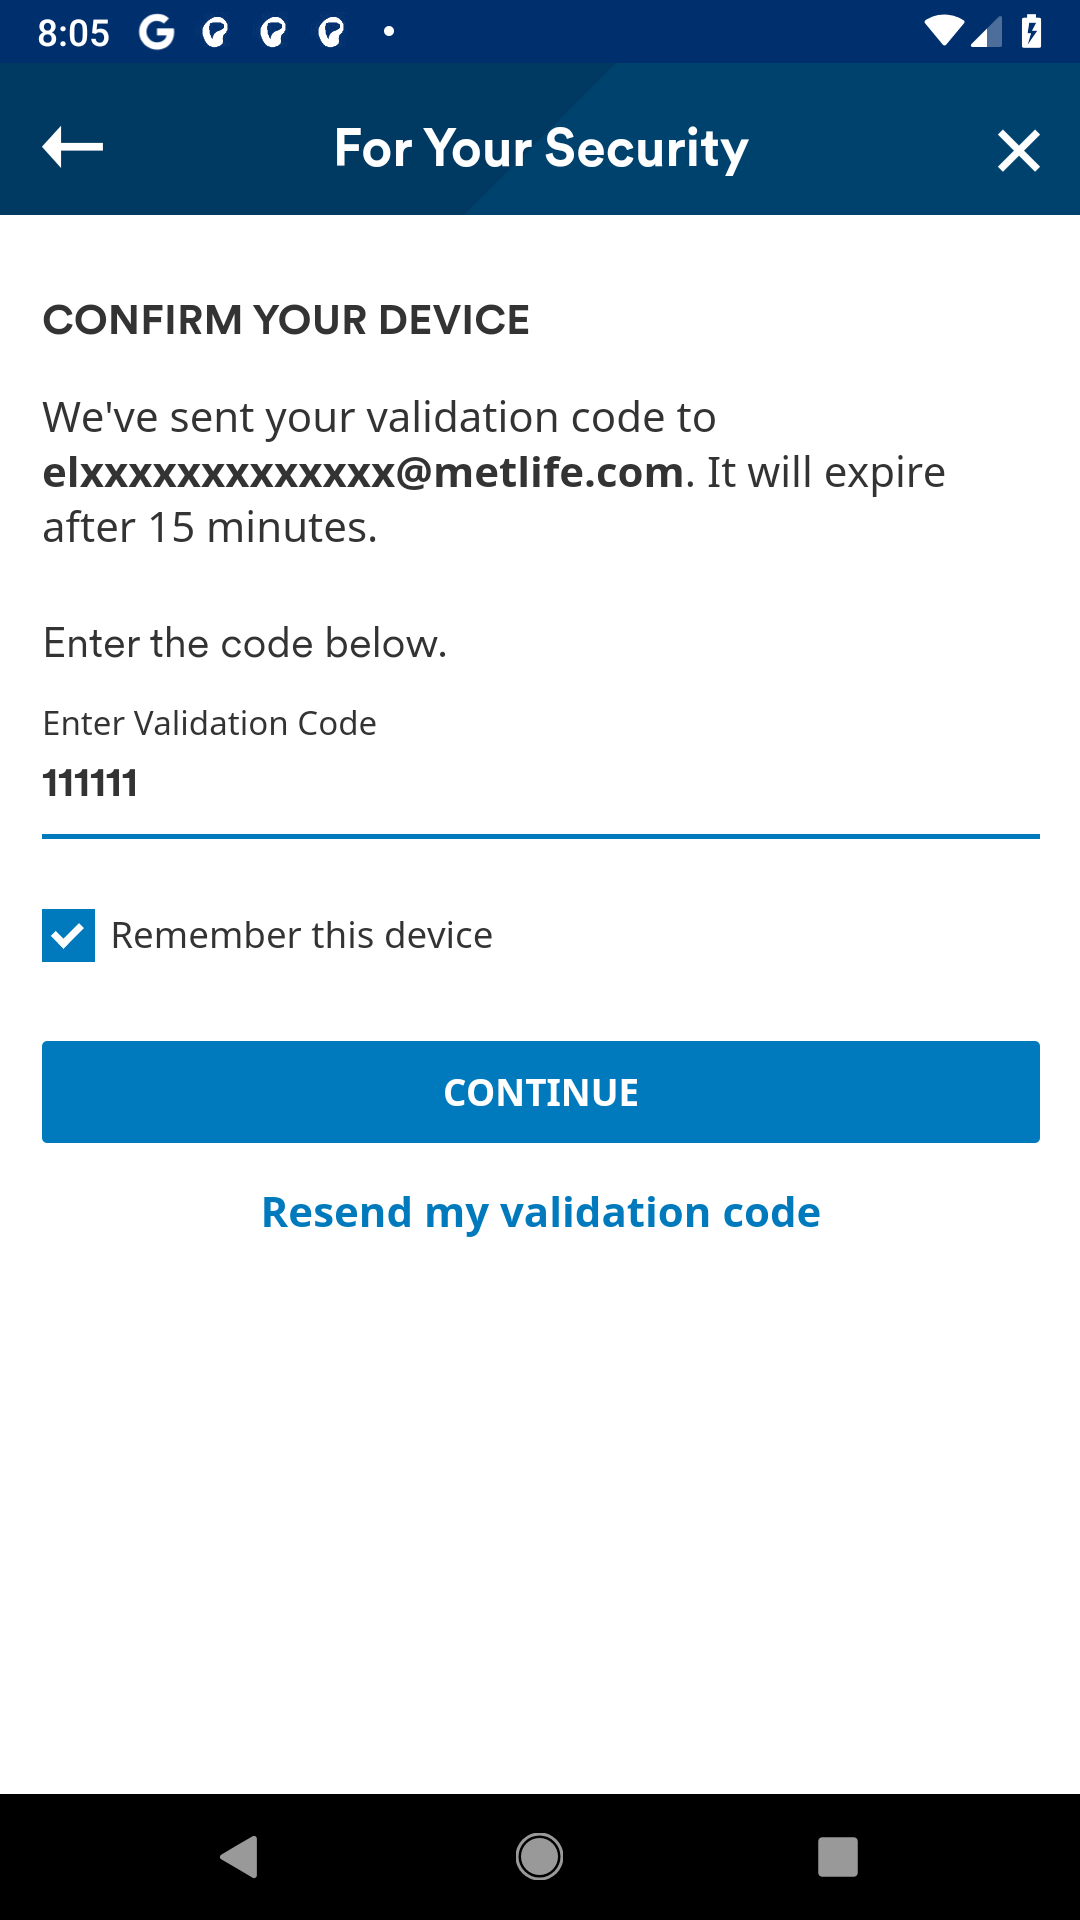 8:05
For Your Security
CONFIRM YOUR DEVICE
We've sent your validation code to
elxxxxxxxxxxxxx@metlife.com. It will expire
after 15 minutes.
Enter the code below.
Enter Validation Code
111111
Remember this device
CONTINUE
Resend my validation code